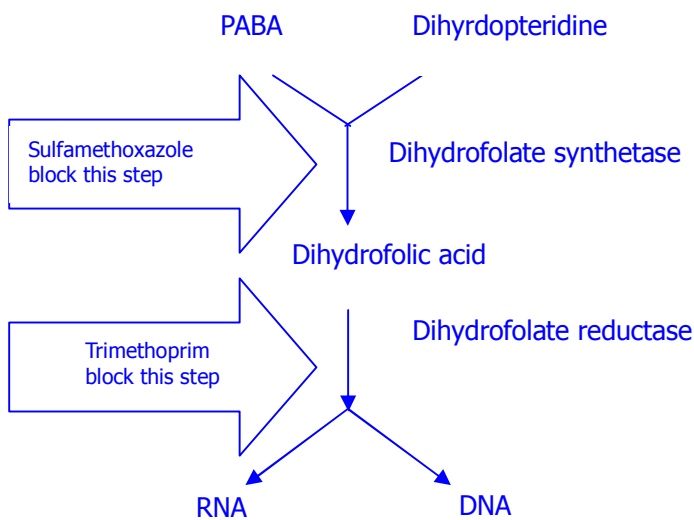 PABA
Dihyrdopteridine
Sulfamethoxazole
block this step
Dihydrofolate synthetase
Dihydrofolic acid
Dihydrofolate reductase
Trimethoprim
block this step
RNA
DNA